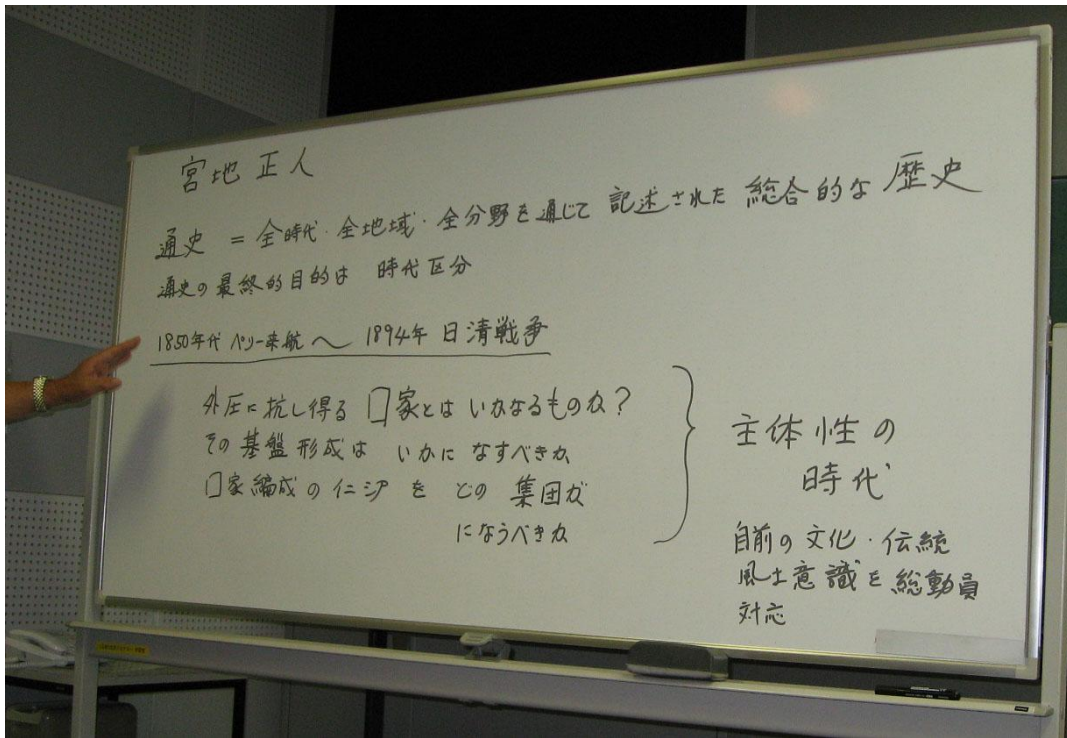 宮地正人
通史 = 全時代・全地域・全分野を通じて 記述された 総合的な 歴史
通史の最終的目的は 時代区分
1850年代 ペリー来航 〜 1894年 日清戦争
外圧に抗し得る 囗家とは いかなるものか?
その基盤形成は いかに なすべきか
囗家編成の イニシア を どの 集団が
になうべきか
主体性の
時代
自前の文化・伝統
風土意識を総動員
対応